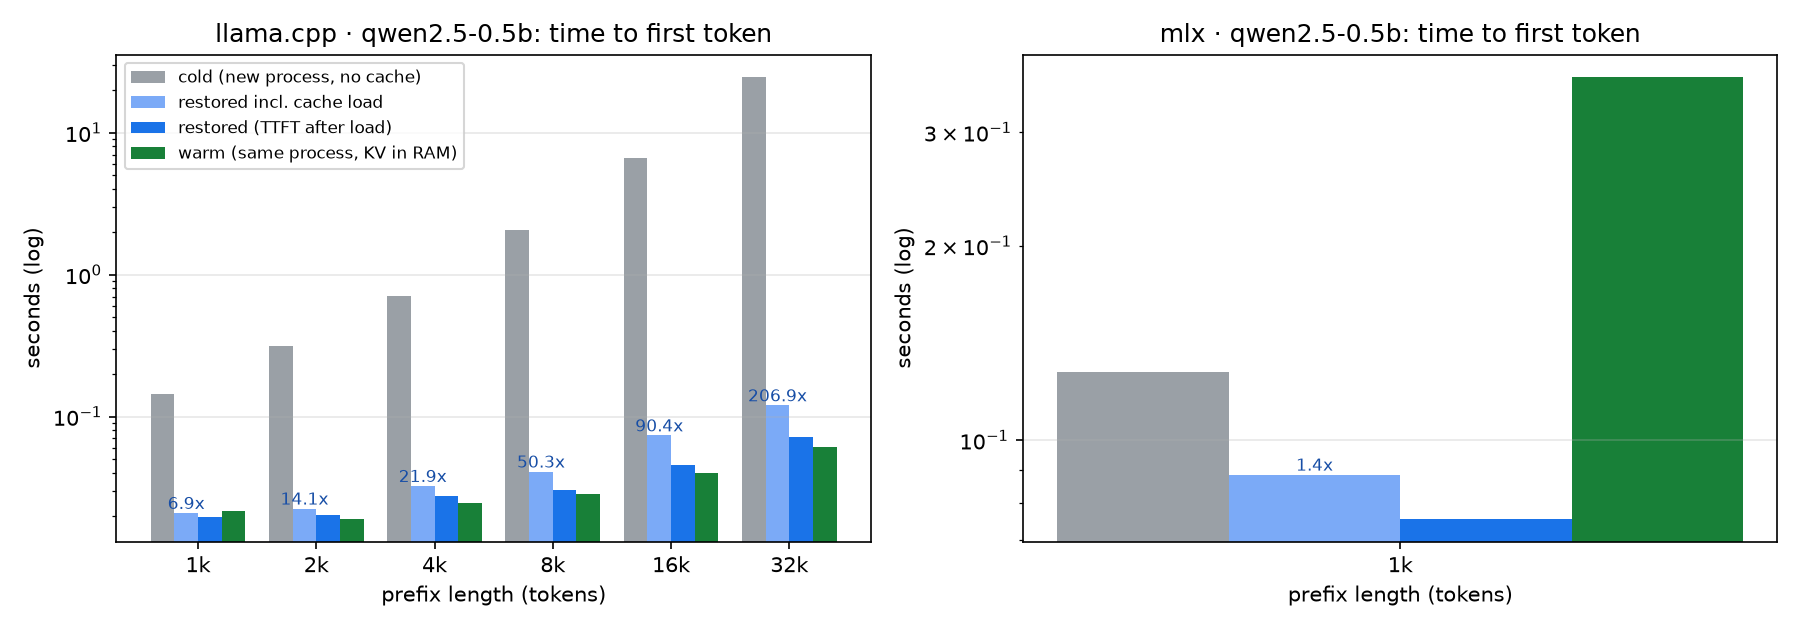 llama.cpp · qwen2.5-0.5b: time to first token
cold (new process, no cache)
restored incl. cache load
restored (TTFT after load)
warm (same process, KV in RAM)
seconds (log)
10¹
10⁰
10⁻¹
6.9x
14.1x
21.9x
50.3x
90.4x
206.9x
1k
2k
4k
8k
16k
32k
prefix length (tokens)
mlx · qwen2.5-0.5b: time to first token
seconds (log)
3 × 10⁻¹
2 × 10⁻¹
10⁻¹
1.4x
1k
prefix length (tokens)